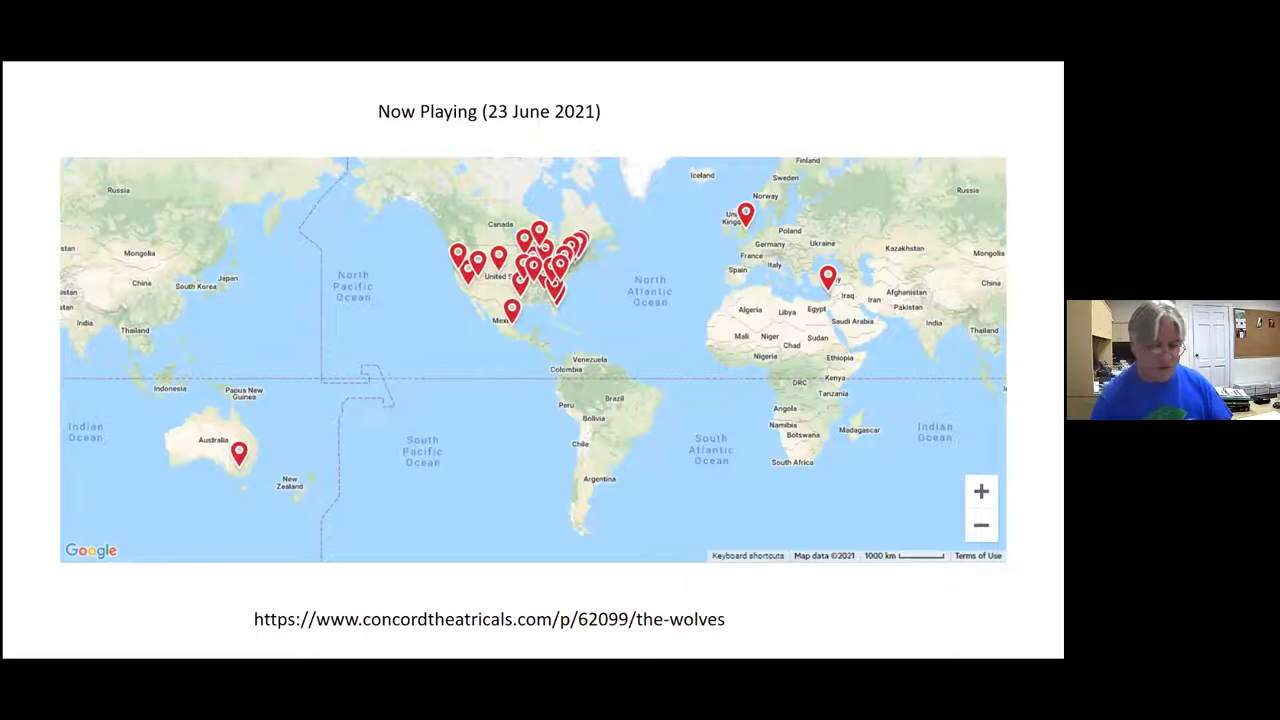 Now Playing (23 June 2021)
Iceland
Finland
Sweden
Norway
Russia
Russia
Canada
Poland
Ukraine
Germany
France
Italy
Spain
Kazakhstan
Mongolia
Mongolia
Japan
South Korea
China
China
North
Pacific
Ocean
North
Atlantic
Ocean
Iraq
Iran
Afghanistan
Pakistan
Algeria
Libya
Egypt
Saudi Arabia
India
India
Thailand
Thailand
Mali
Niger
Chad
Sudan
Nigeria
Ethiopia
Venezuela
Colombia
DRC
Kenya
Tanzania
Indonesia
Papua New
Guinea
Peru
Brazil
Bolivia
Angola
Namibia
Botswana
Madagascar
Indian
Ocean
Australia
South
Pacific
Ocean
Chile
South
Atlantic
Ocean
South Africa
Indian
Ocean
New
Zealand
Argentina
Google
Keyboard shortcuts
Map data ©2021
1000 km
Terms of Use
https://www.concordtheatricals.com/p/62099/the-wolves